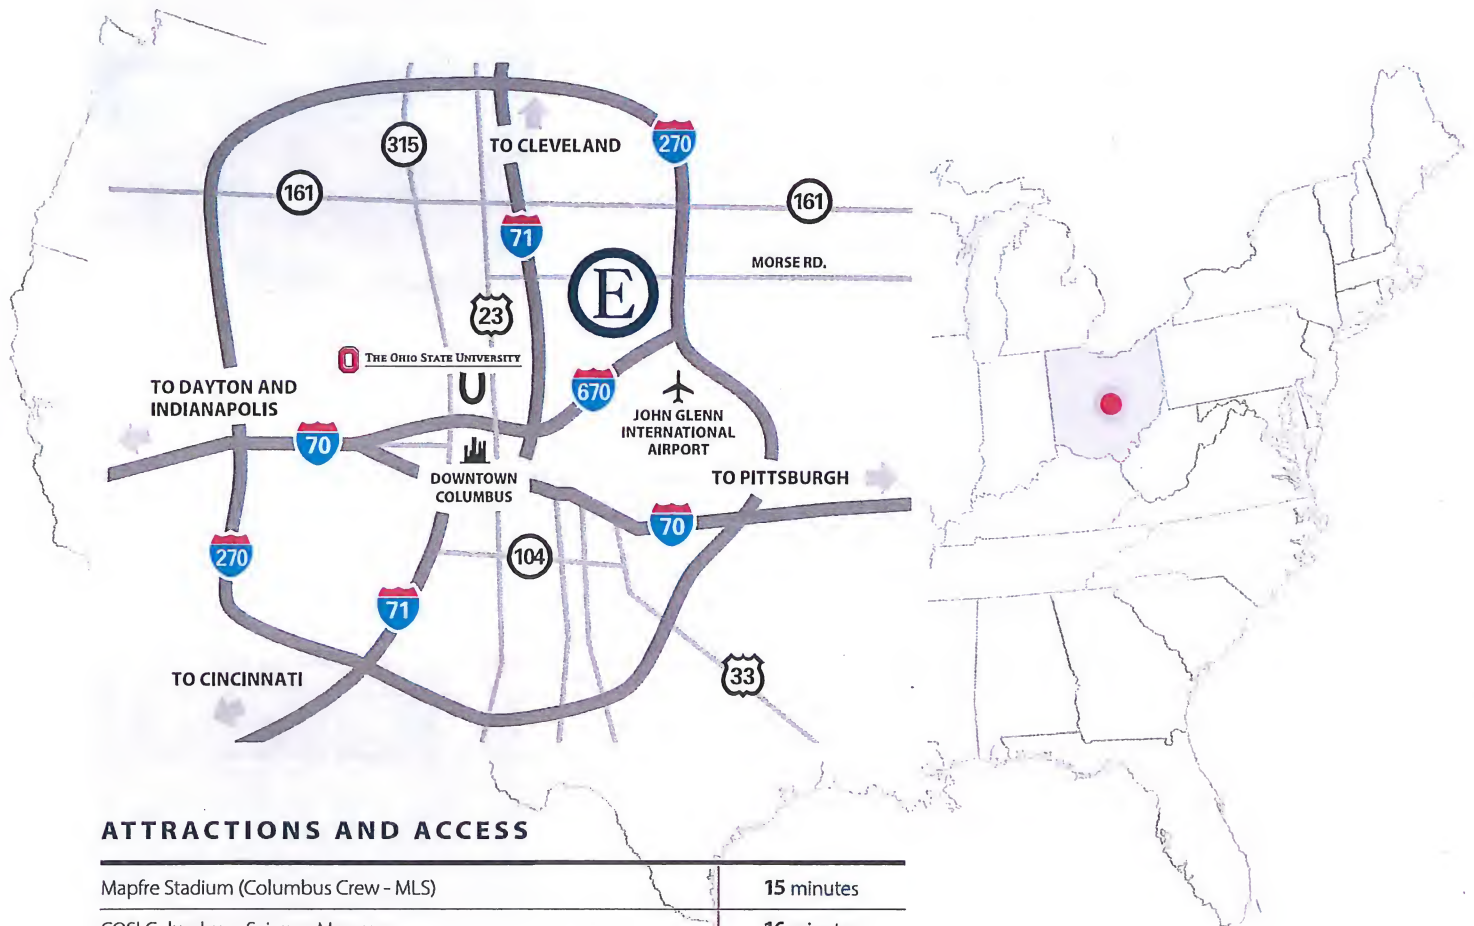 315
TO CLEVELAND
270
161
161
71
MORSE RD.
E
23
THE OHIO STATE UNIVERSITY
670
TO DAYTON AND
INDIANAPOLIS
JOHN GLENN
INTERNATIONAL
AIRPORT
70
DOWNTOWN
COLUMBUS
TO PITTSBURGH
70
270
104
71
TO CINCINNATI
33
ATTRACTIONS AND ACCESS
Mapfre Stadium (Columbus Crew - MLS) 15 minutes